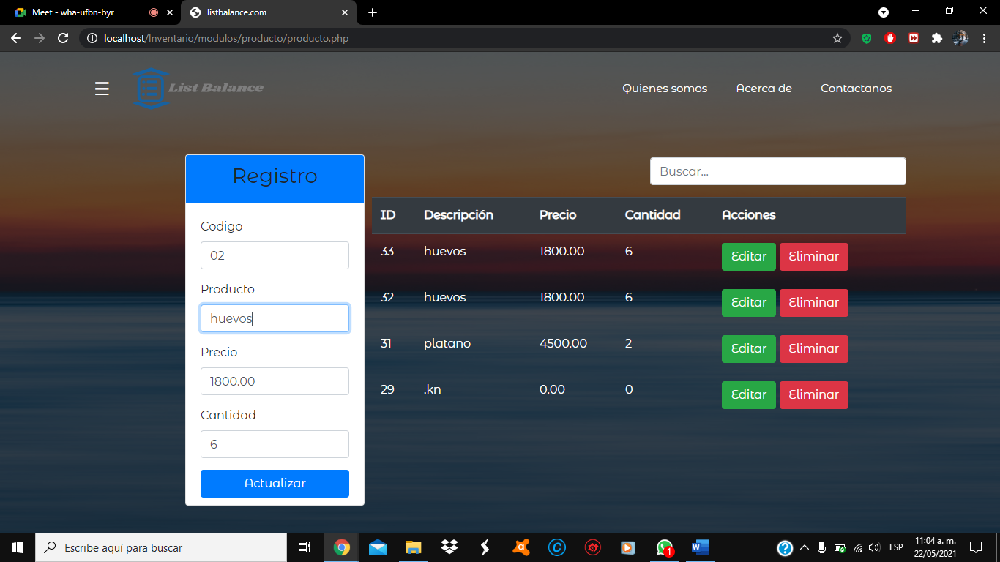 Meet - wha-ufbn-byr
listbalance.com
localhost/Inventario/modulos/producto/producto.php
List Balance
Quienes somos
Acerca de
Contactanos
Registro
Codigo
02
Producto
huevos
Precio
1800.00
Cantidad
6
Actualizar
Buscar...
ID Descripción Precio Cantidad Acciones
33 huevos 1800.00 6 Editar Eliminar
32 huevos 1800.00 6 Editar Eliminar
31 platano 4500.00 2 Editar Eliminar
29 .kn 0.00 0 Editar Eliminar
Escribe aquí para buscar
1
ESP
11:04 a. m.
22/05/2021